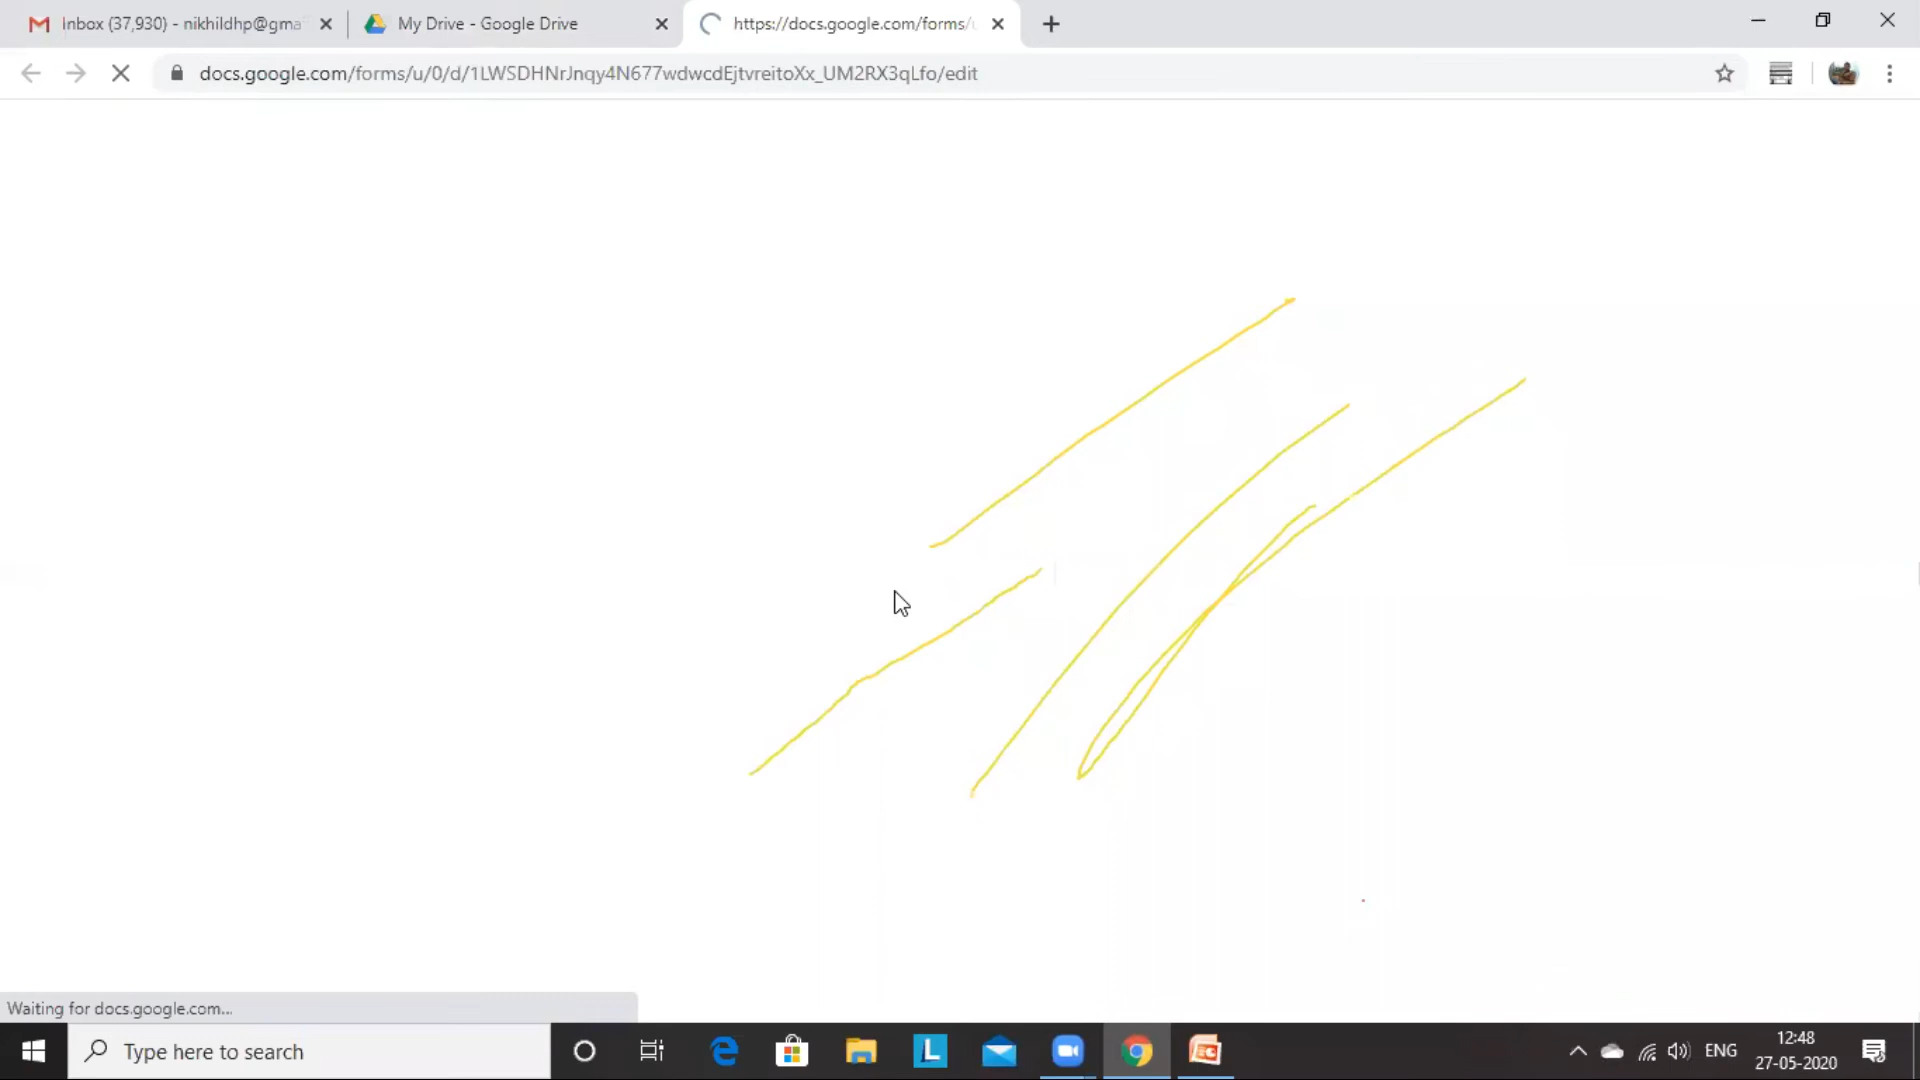 Inbox (37,930) - nikhildhp@gma
My Drive - Google Drive
https://docs.google.com/forms/u
docs.google.com/forms/u/0/d/1LWSDHNrJnqy4N677wdwcdEjtvreitoXx_UM2RX3qLfo/edit
Waiting for docs.google.com...
Type here to search
ENG
12:48
27-05-2020